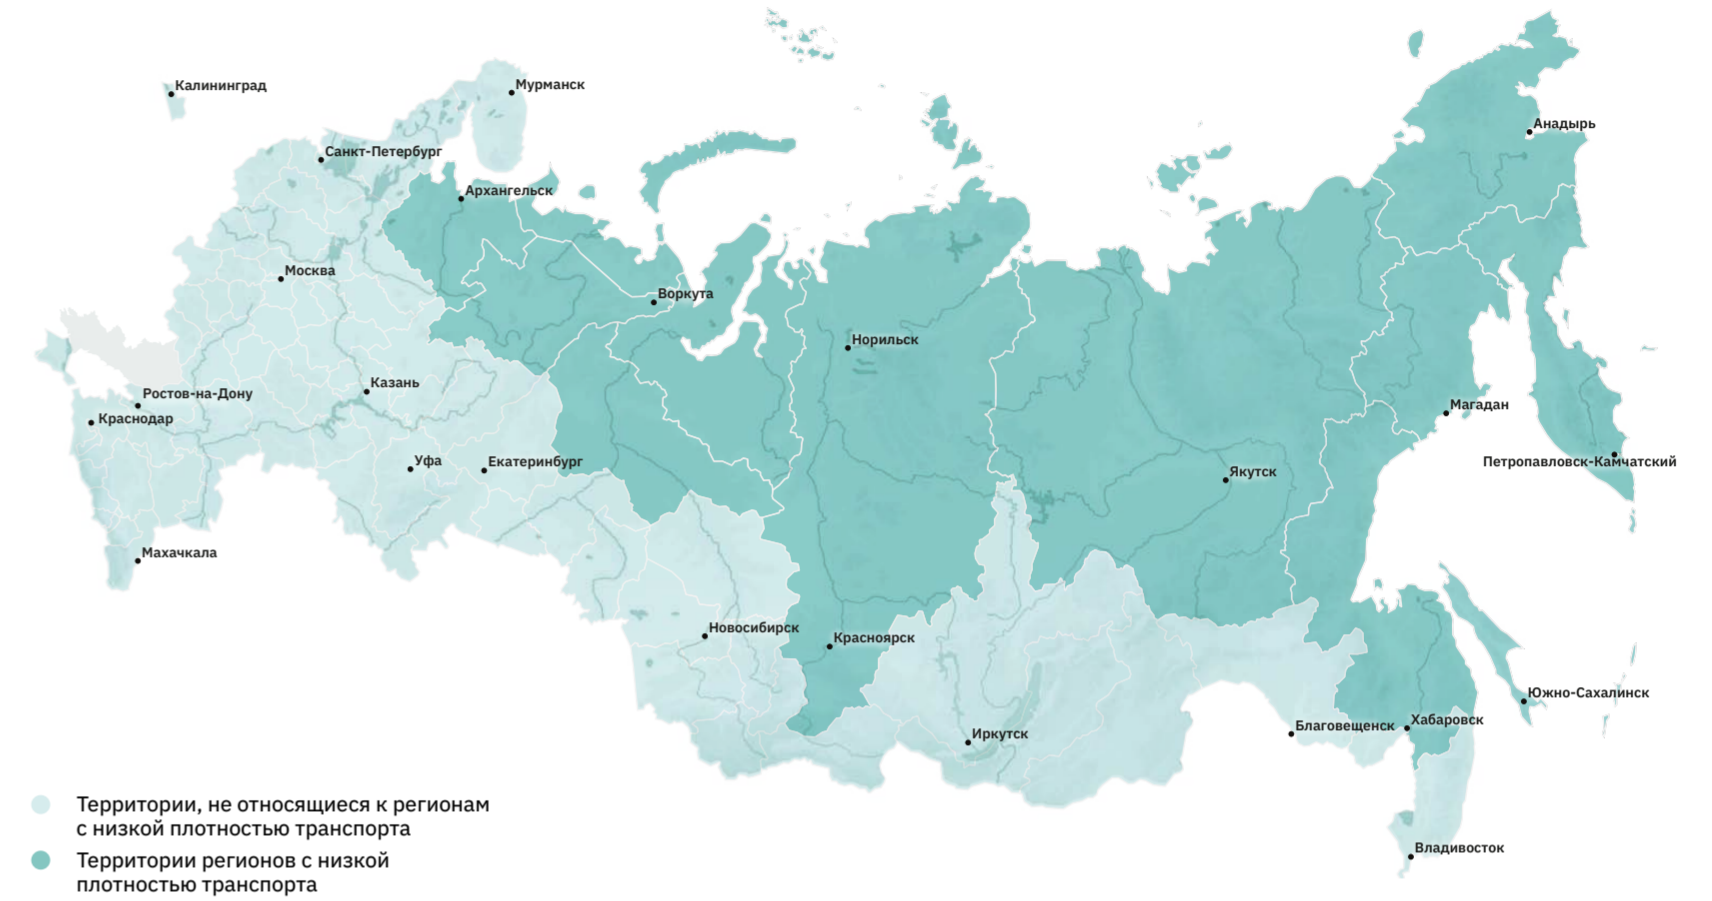 Калининград
Мурманск
Анадырь
Санкт-Петербург
Архангельск
Москва
Воркута
Норильск
Казань
Ростов-на-Дону
Краснодар
Магадан
Уфа
Екатеринбург
Петропавловск-Камчатский
Якутск
Махачкала
Новосибирск
Красноярск
Южно-Сахалинск
Благовещенск
Хабаровск
Иркутск
Владивосток
Территории, не относящиеся к регионам
с низкой плотностью транспорта
Территории регионов с низкой
плотностью транспорта